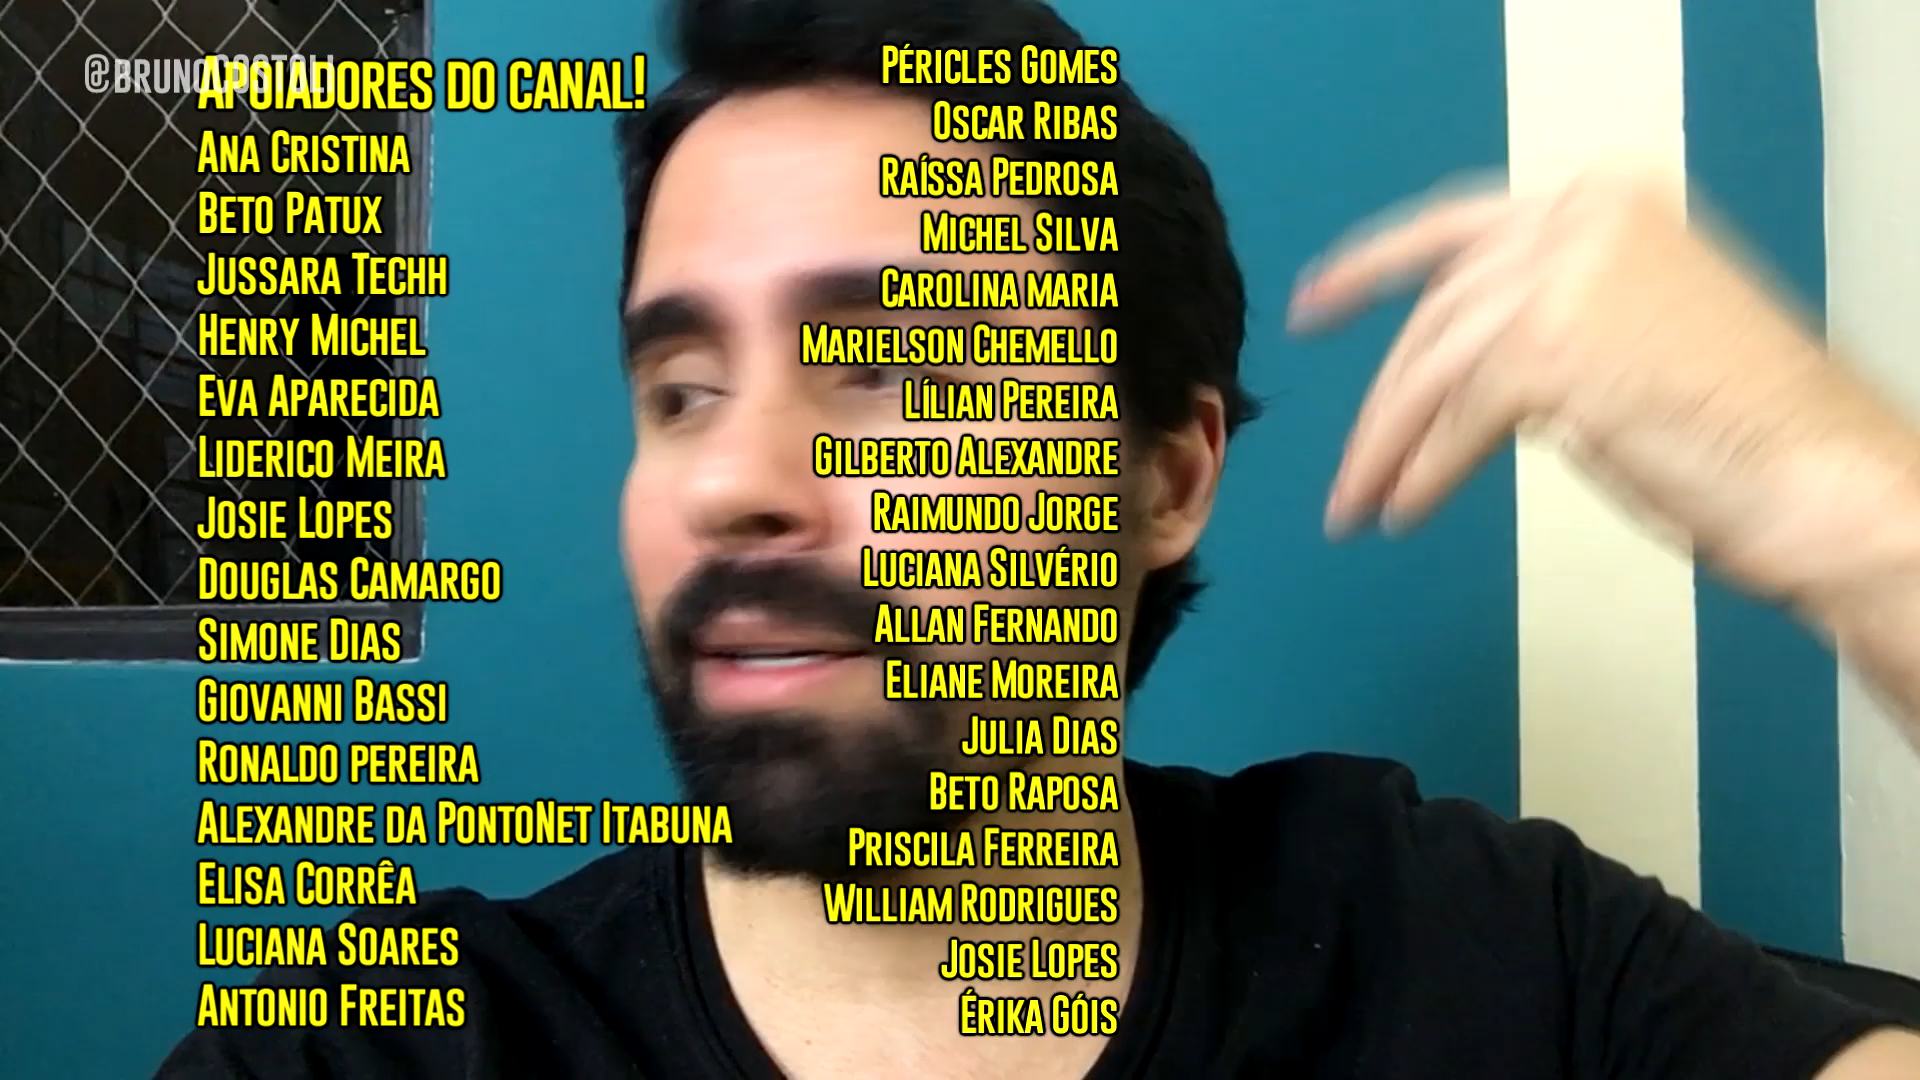 @brunocostoli
Apoiadores do canal!
Ana Cristina
Beto Patux
Jussara Techh
Henry Michel
Eva Aparecida
Liderico Meira
Josie Lopes
Douglas Camargo
Simone Dias
Giovanni Bassi
Ronaldo pereira
Alexandre da PontoNet Itabuna
Elisa Corrêa
Luciana Soares
Antonio Freitas
Péricles Gomes
Oscar Ribas
Raíssa Pedrosa
Michel Silva
Carolina maria
Marielson Chemello
Lílian Pereira
Gilberto Alexandre
Raimundo Jorge
Luciana Silvério
Allan Fernando
Eliane Moreira
Julia Dias
Beto Raposa
Priscila Ferreira
William Rodrigues
Josie Lopes
Érika Góis